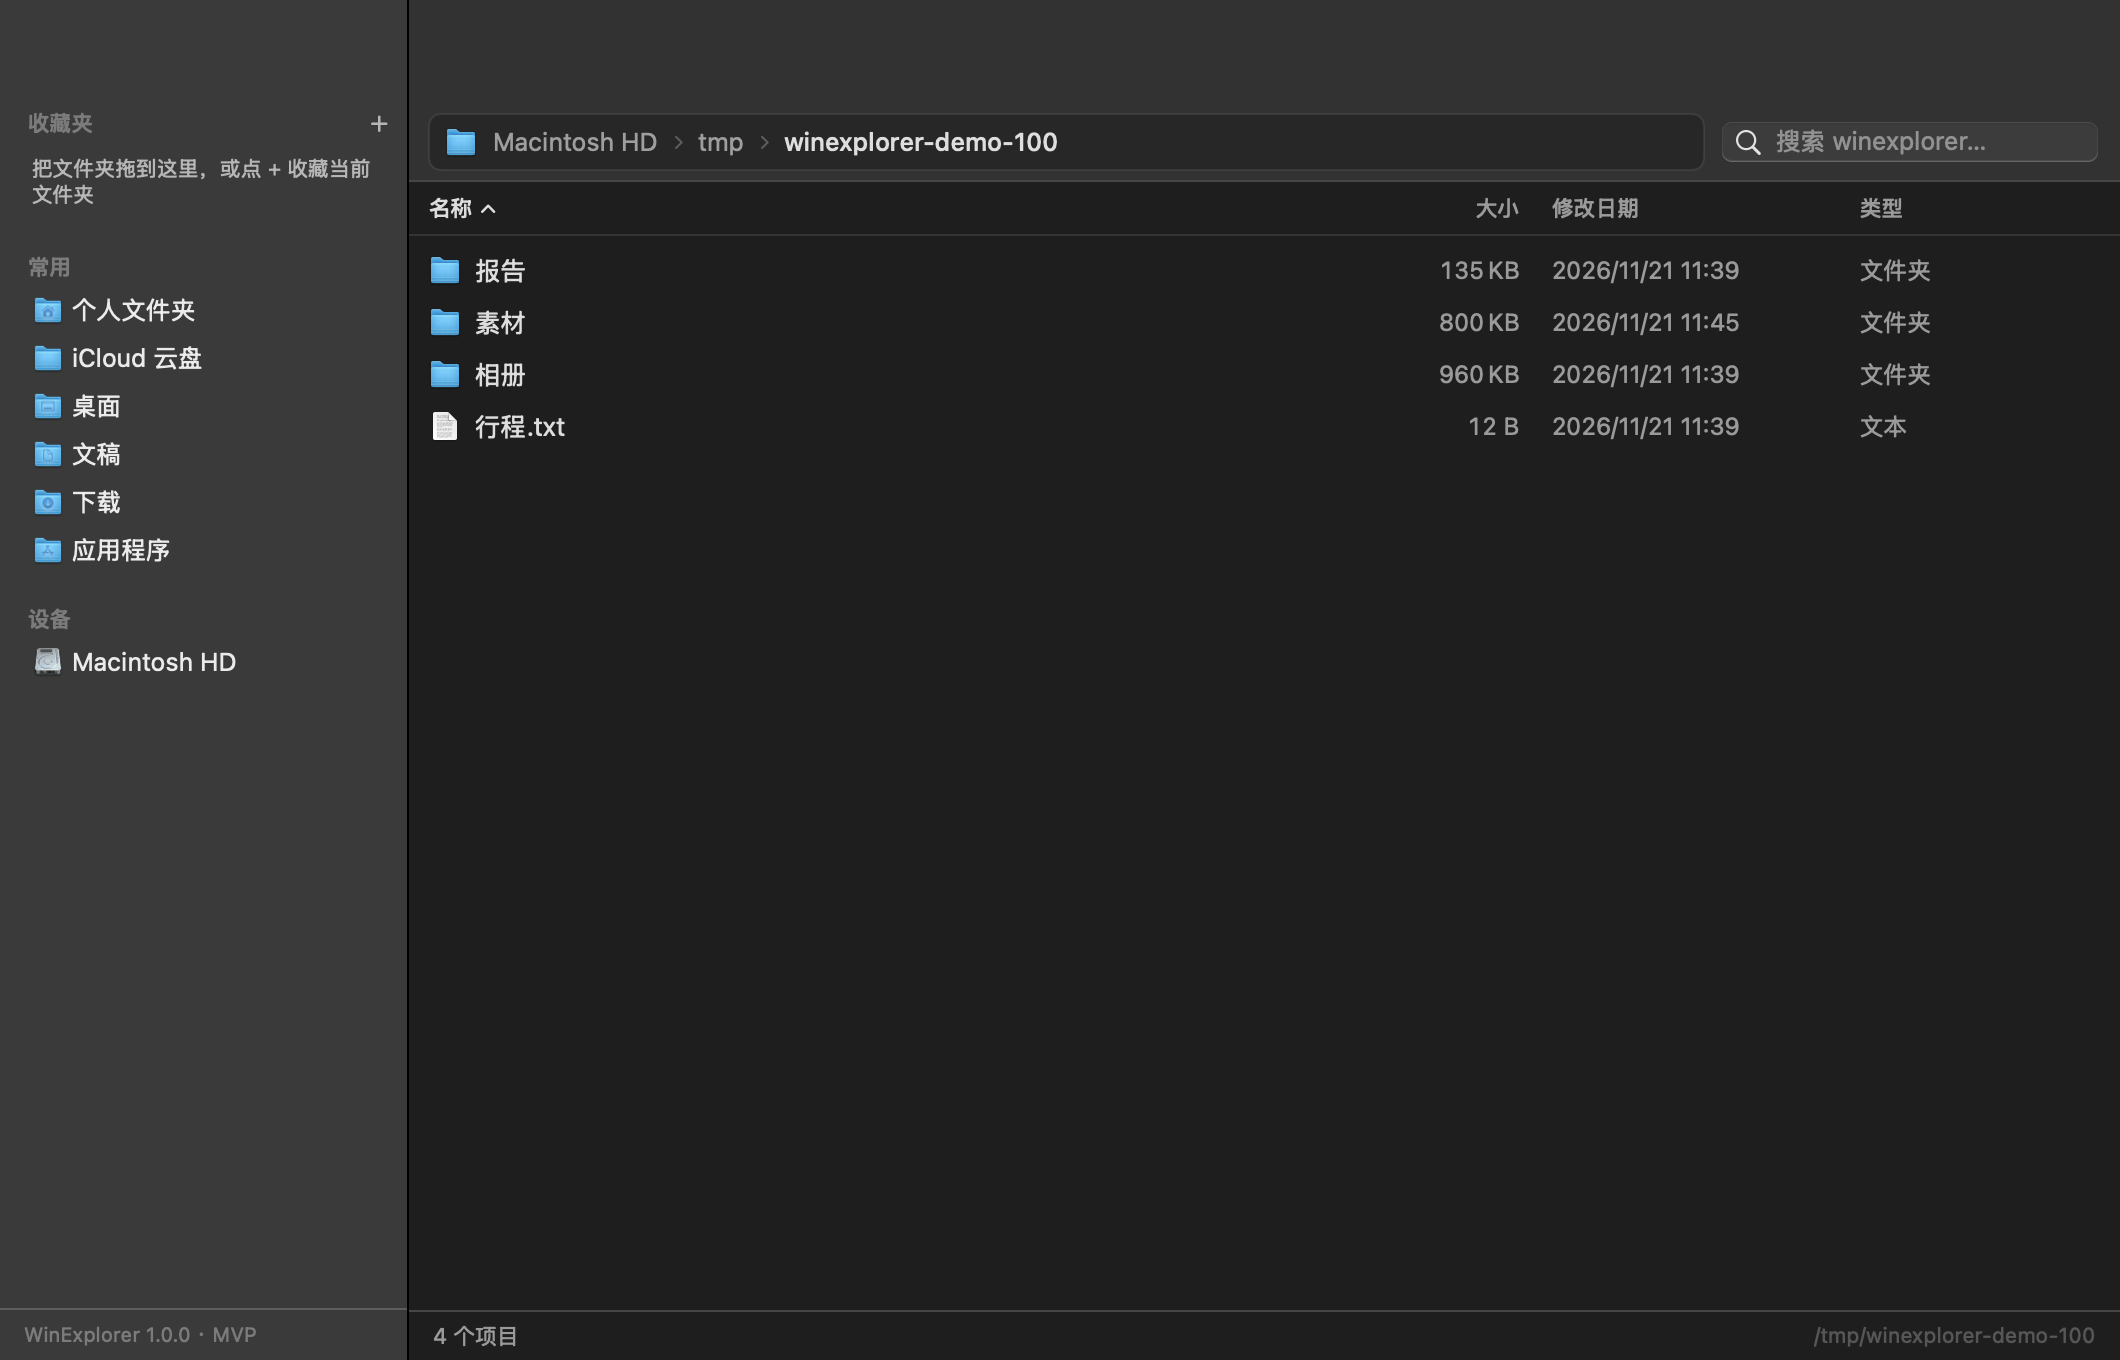 收藏夹
+
把文件夹拖到这里，或点 + 收藏当前
文件夹
常用
个人文件夹
iCloud 云盘
桌面
文稿
下载
应用程序
设备
Macintosh HD
WinExplorer 1.0.0 · MVP
Macintosh HD › tmp › winexplorer-demo-100
搜索 winexplorer...
名称 大小 修改日期 类型
报告 135 KB 2026/11/21 11:39 文件夹
素材 800 KB 2026/11/21 11:45 文件夹
相册 960 KB 2026/11/21 11:39 文件夹
行程.txt 12 B 2026/11/21 11:39 文本
4 个项目
/tmp/winexplorer-demo-100